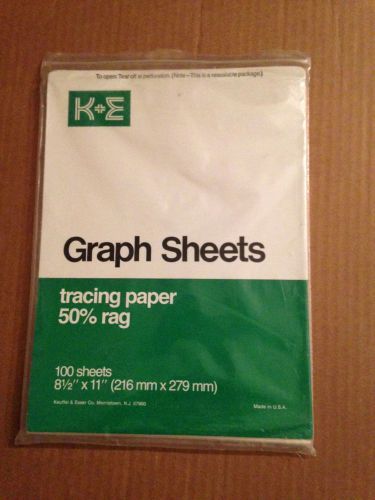 To open: Tear off at perforation. (Note—This is a resealable package.)
K+E
Graph Sheets
tracing paper
50% rag
100 sheets
8½" x 11" (216 mm x 279 mm)
Keuffel & Esser Co. Morristown, N.J. 07960
Made in U.S.A.